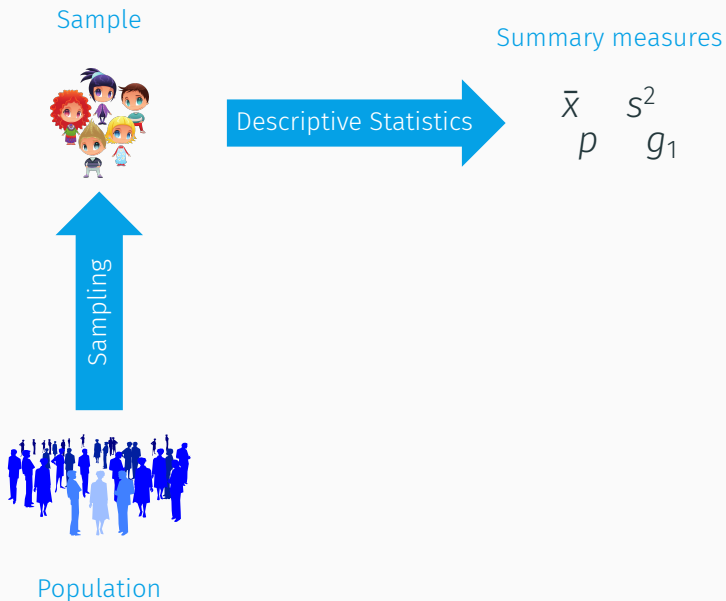 Sample
Summary measures
Descriptive Statistics
x̄ s²
p g₁
Sampling
Population